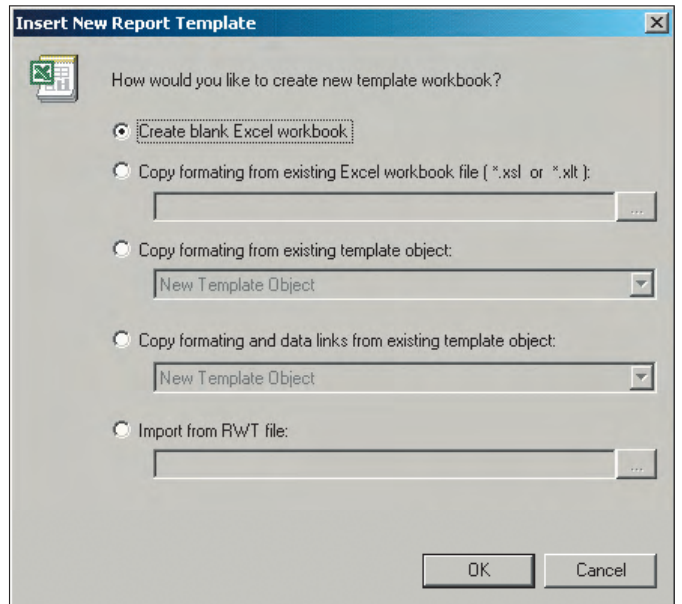 Insert New Report Template
How would you like to create new template workbook?
Create blank Excel workbook
Copy formating from existing Excel workbook file ( *.xsl or *.xlt ):
...
Copy formating from existing template object:
New Template Object
Copy formating and data links from existing template object:
New Template Object
Import from RWT file:
...
OK Cancel